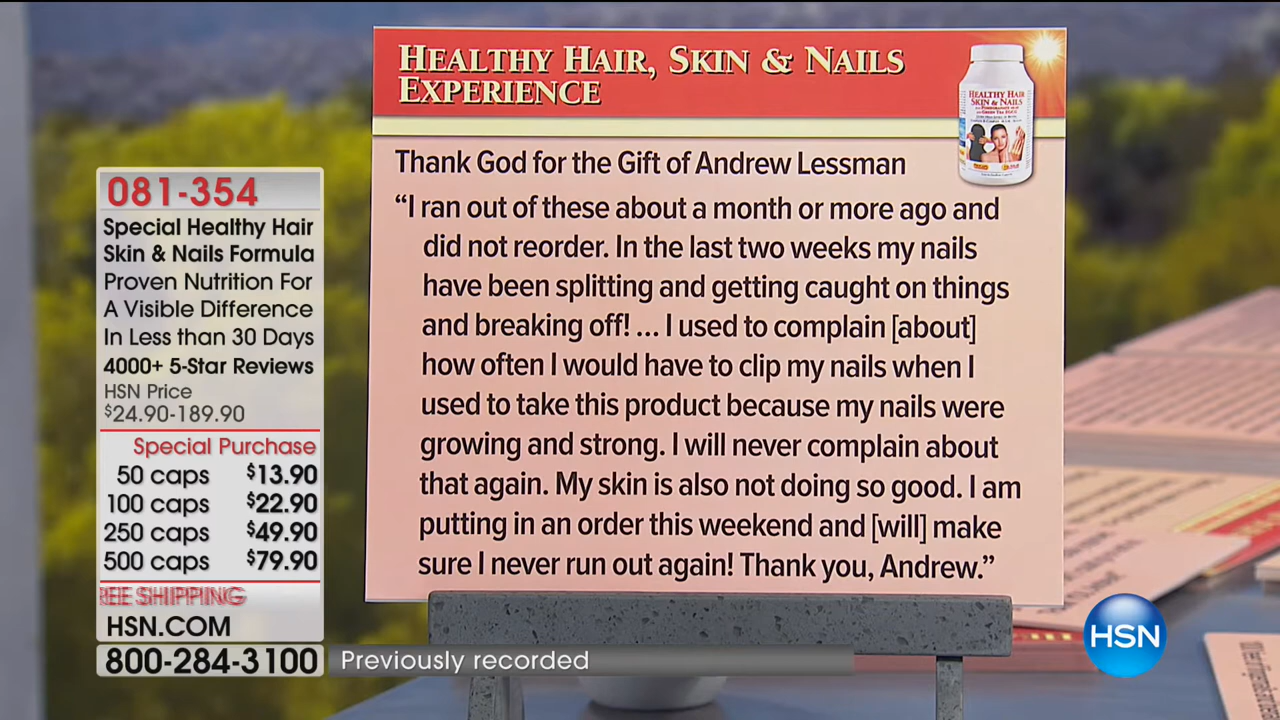 081-354
Special Healthy Hair
Skin & Nails Formula
Proven Nutrition For
A Visible Difference
In Less than 30 Days
4000+ 5-Star Reviews
HSN Price
$24.90-189.90
Special Purchase
50 caps $13.90
100 caps $22.90
250 caps $49.90
500 caps $79.90
REE SHIPPING
HSN.COM
800-284-3100
Previously recorded
HEALTHY HAIR, SKIN & NAILS
EXPERIENCE
HEALTHY HAIR
SKIN & NAILS
Thank God for the Gift of Andrew Lessman
“I ran out of these about a month or more ago and
did not reorder. In the last two weeks my nails
have been splitting and getting caught on things
and breaking off! ... I used to complain [about]
how often I would have to clip my nails when I
used to take this product because my nails were
growing and strong. I will never complain about
that again. My skin is also not doing so good. I am
putting in an order this weekend and [will] make
sure I never run out again! Thank you, Andrew.”
HSN